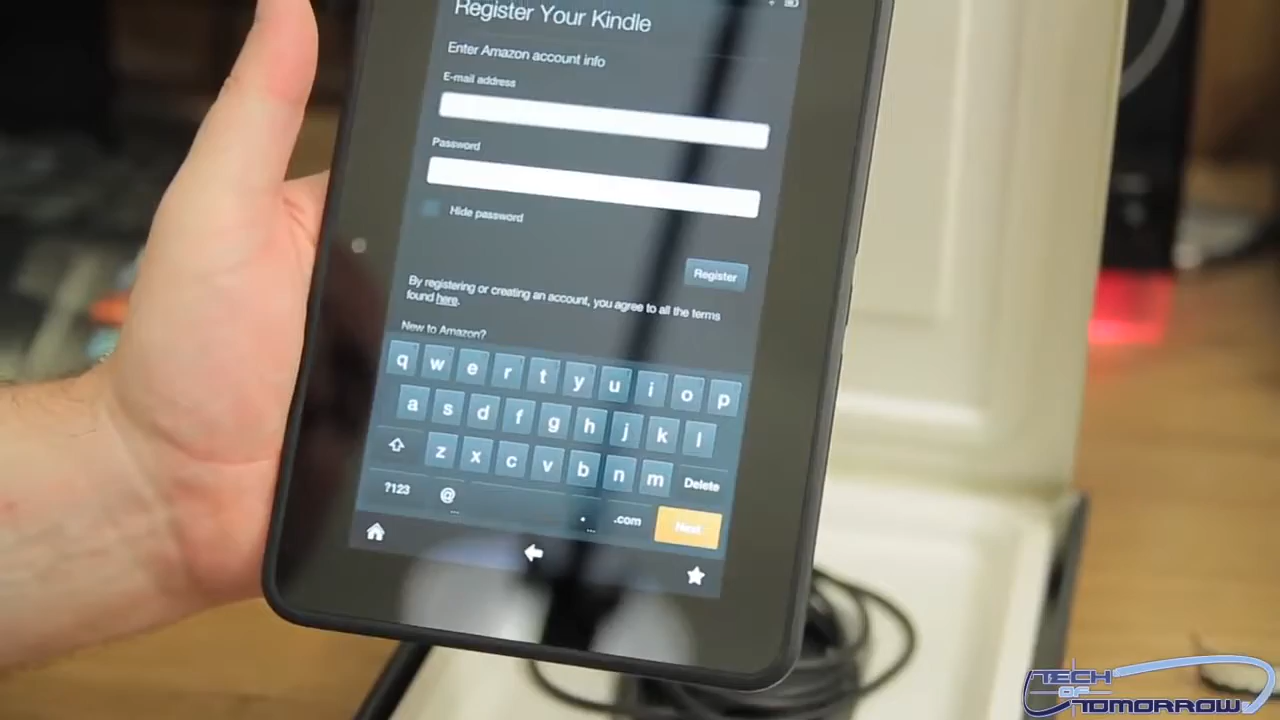 Register Your Kindle
Enter Amazon account info
E-mail address
Password
Hide password
Register
By registering or creating an account, you agree to all the terms
found here.
New to Amazon?
q w e r t y u i o p
a s d f g h j k l
z x c v b n m Delete
?123 @ . .com Next
TECH
OF
TOMORROW